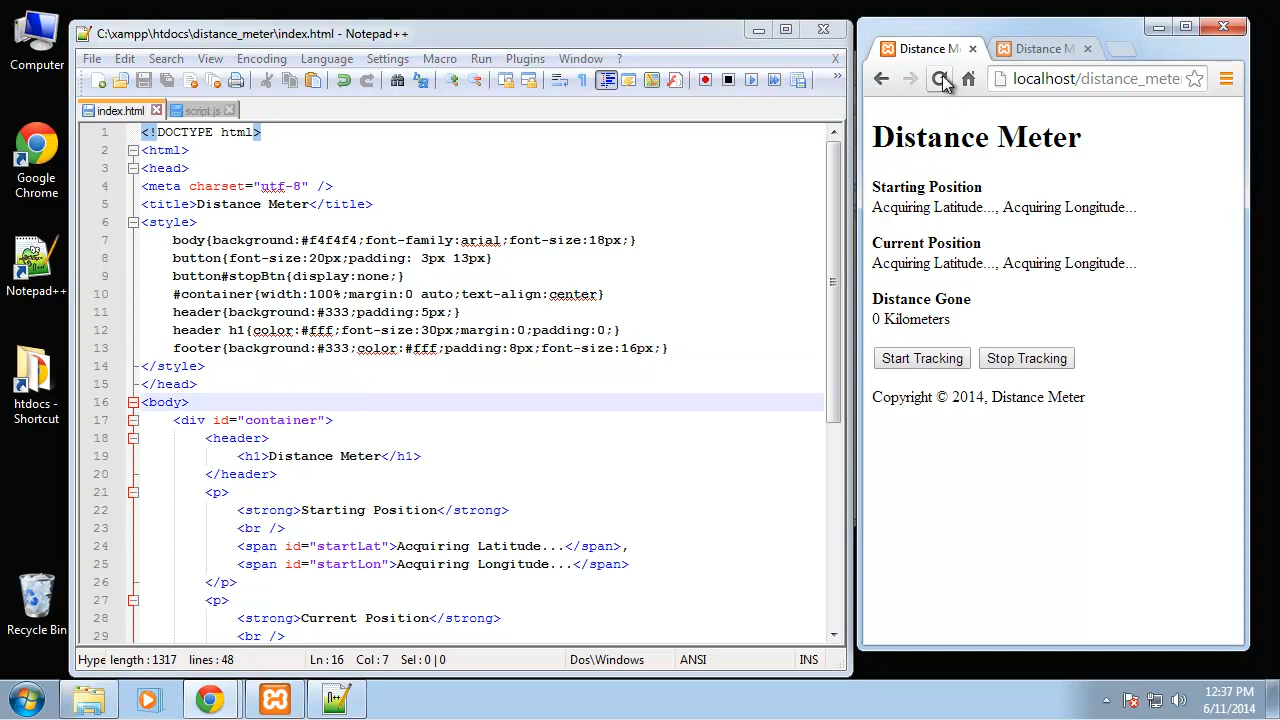 Computer
Google
Chrome
Notepad++
htdocs -
Shortcut
Recycle Bin
C:\xampp\htdocs\distance_meter\index.html - Notepad++
File Edit Search View Encoding Language Settings Macro Run Plugins Window X
index.html script.js
1 <!DOCTYPE html>
2 <html>
3 <head>
4 <meta charset="utf-8" />
5 <title>Distance Meter</title>
6 <style>
7 body{background:#f4f4f4;font-family:arial;font-size:18px;}
8 button{font-size:20px;padding: 3px 13px}
9 button#stopBtn{display:none;}
10 #container{width:100%;margin:0 auto;text-align:center}
11 header{background:#333;padding:5px;}
12 header h1{color:#fff;font-size:30px;margin:0;padding:0;}
13 footer{background:#333;color:#fff;padding:8px;font-size:16px;}
14 </style>
15 </head>
16 <body>
17 <div id="container">
18 <header>
19 <h1>Distance Meter</h1>
20 </header>
21 <p>
22 <strong>Starting Position</strong>
23 <br />
24 <span id="startLat">Acquiring Latitude...</span>,
25 <span id="startLon">Acquiring Longitude...</span>
26 </p>
27 <p>
28 <strong>Current Position</strong>
29 <br />
Hype length : 1317 lines : 48 Ln : 16 Col : 7 Sel : 0 | 0 Dos\Windows ANSI INS
Distance M Distance M
localhost/distance_mete
Distance Meter
Starting Position
Acquiring Latitude..., Acquiring Longitude...
Current Position
Acquiring Latitude..., Acquiring Longitude...
Distance Gone
0 Kilometers
Start Tracking Stop Tracking
Copyright © 2014, Distance Meter
12:37 PM
6/11/2014